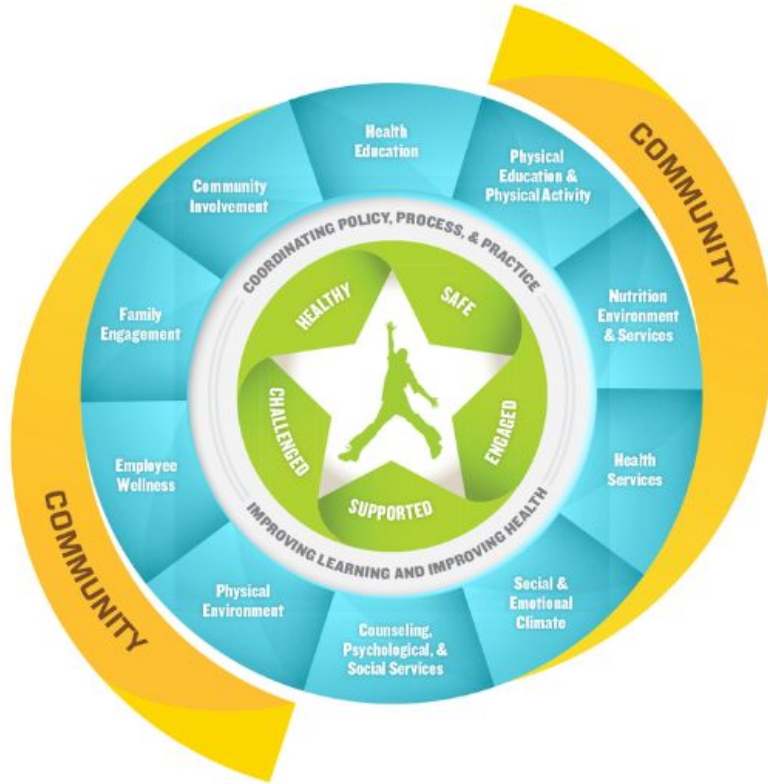 COMMUNITY
Health
Education
Physical
Education &
Physical Activity
Nutrition
Environment
& Services
Health
Services
Social &
Emotional
Climate
Counseling,
Psychological, &
Social Services
Physical
Environment
Employee
Wellness
Family
Engagement
Community
Involvement
COORDINATING POLICY, PROCESS, & PRACTICE
IMPROVING LEARNING AND IMPROVING HEALTH
HEALTHY
SAFE
ENGAGED
SUPPORTED
CHALLENGED
COMMUNITY